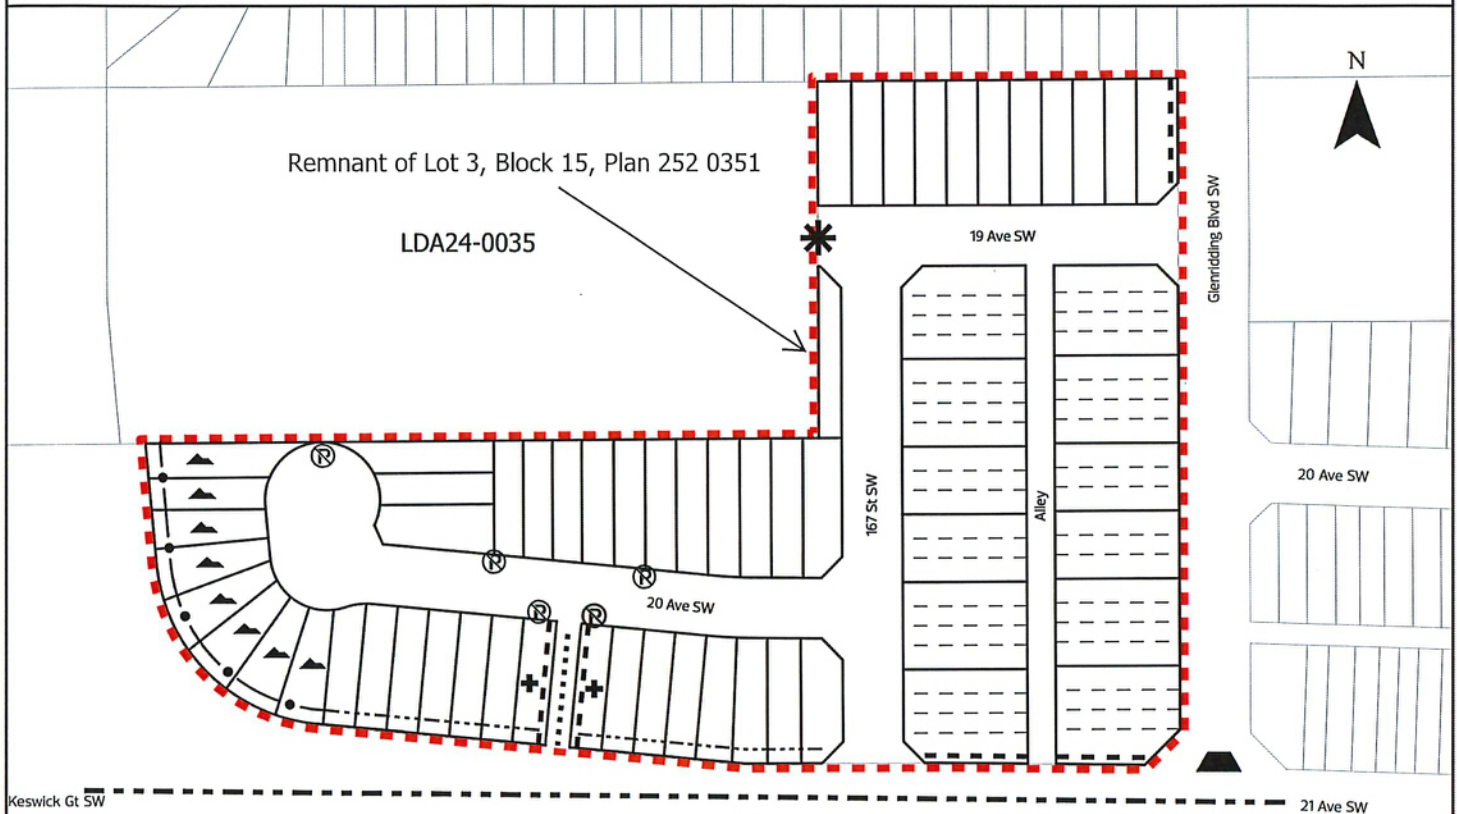 N
Remnant of Lot 3, Block 15, Plan 252 0351
LDA24-0035
19 Ave SW
Glenridding Blvd SW
20 Ave SW
167 St SW
Alley
20 Ave SW
Keswick Gt SW
21 Ave SW